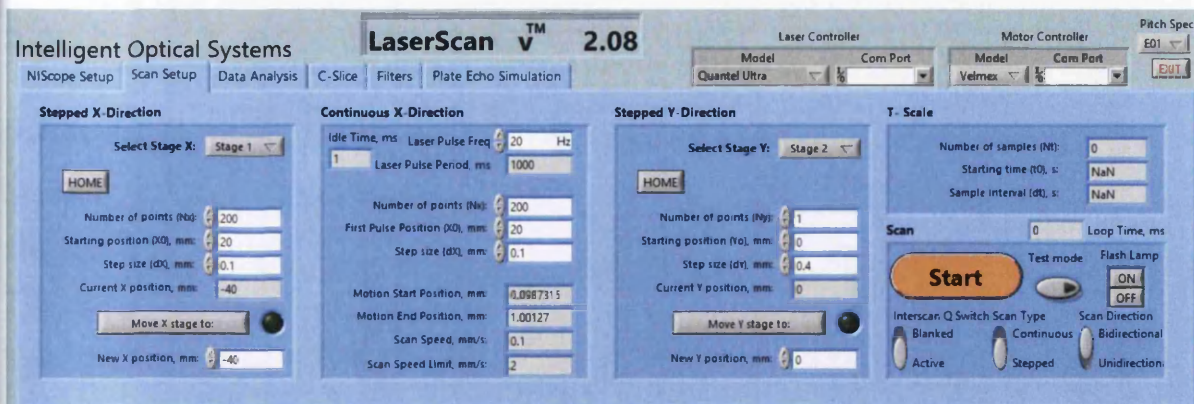 Intelligent Optical Systems
LaserScan v™ 2.08
Laser Controller
Model
Com Port
Quantel Ultra
Motor Controller
Model
Com Port
Velmex
Pitch Spec
E01
EXIT
NIScope Setup
Scan Setup
Data Analysis
C-Slice
Filters
Plate Echo Simulation
Stepped X-Direction
Select Stage X: Stage 1
HOME
Number of points (Nx): 200
Starting position (X0), mm: 20
Step size (dX), mm: 0.1
Current X position, mm: -40
Move X stage to:
New X position, mm: -40
Continuous X-Direction
Idle Time, ms
1
Laser Pulse Freq 20 Hz
Laser Pulse Period, ms 1000
Number of points (Nx): 200
First Pulse Position (X0), mm: 20
Step size (dX), mm: 0.1
Motion Start Position, mm: 0.0987315
Motion End Position, mm: 1.00127
Scan Speed, mm/s: 0.1
Scan Speed Limit, mm/s: 2
Stepped Y-Direction
Select Stage Y: Stage 2
HOME
Number of points (Ny): 1
Starting position (Yo), mm: 0
Step size (dY), mm: 0.4
Current Y position, mm: 0
Move Y stage to:
New Y position, mm: 0
T- Scale
Number of samples (Nt): 0
Starting time (t0), s: NaN
Sample interval (dt), s: NaN
Scan
0 Loop Time, ms
Start
Test mode
Flash Lamp
ON
OFF
Interscan Q Switch
Blanked
Active
Scan Type
Continuous
Stepped
Scan Direction
Bidirectional
Unidirection